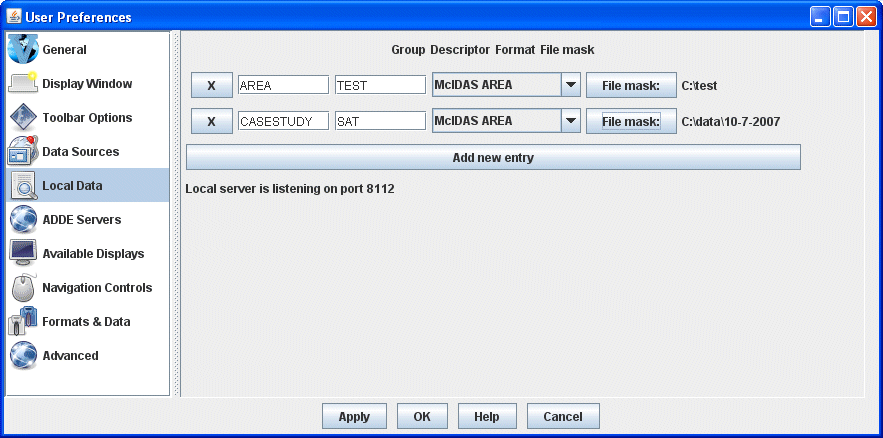 User Preferences
General
Display Window
Toolbar Options
Data Sources
Local Data
ADDE Servers
Available Displays
Navigation Controls
Formats & Data
Advanced
Group Descriptor Format File mask
X AREA TEST McIDAS AREA File mask: C:\test
X CASESTUDY SAT McIDAS AREA File mask: C:\data\10-7-2007
Add new entry
Local server is listening on port 8112
Apply OK Help Cancel